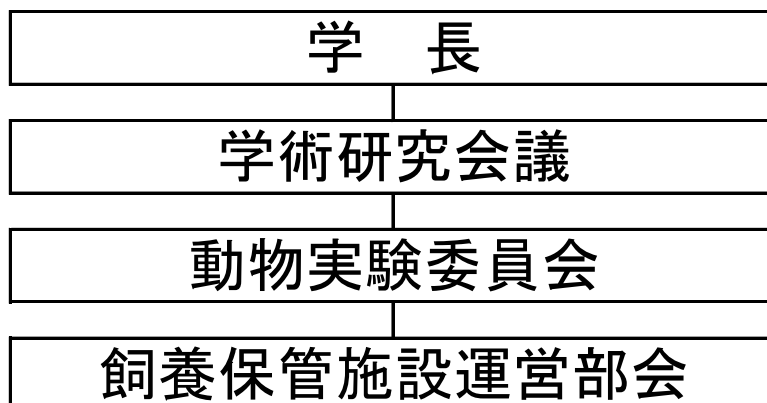 学　長
学術研究会議
動物実験委員会
飼養保管施設運営部会